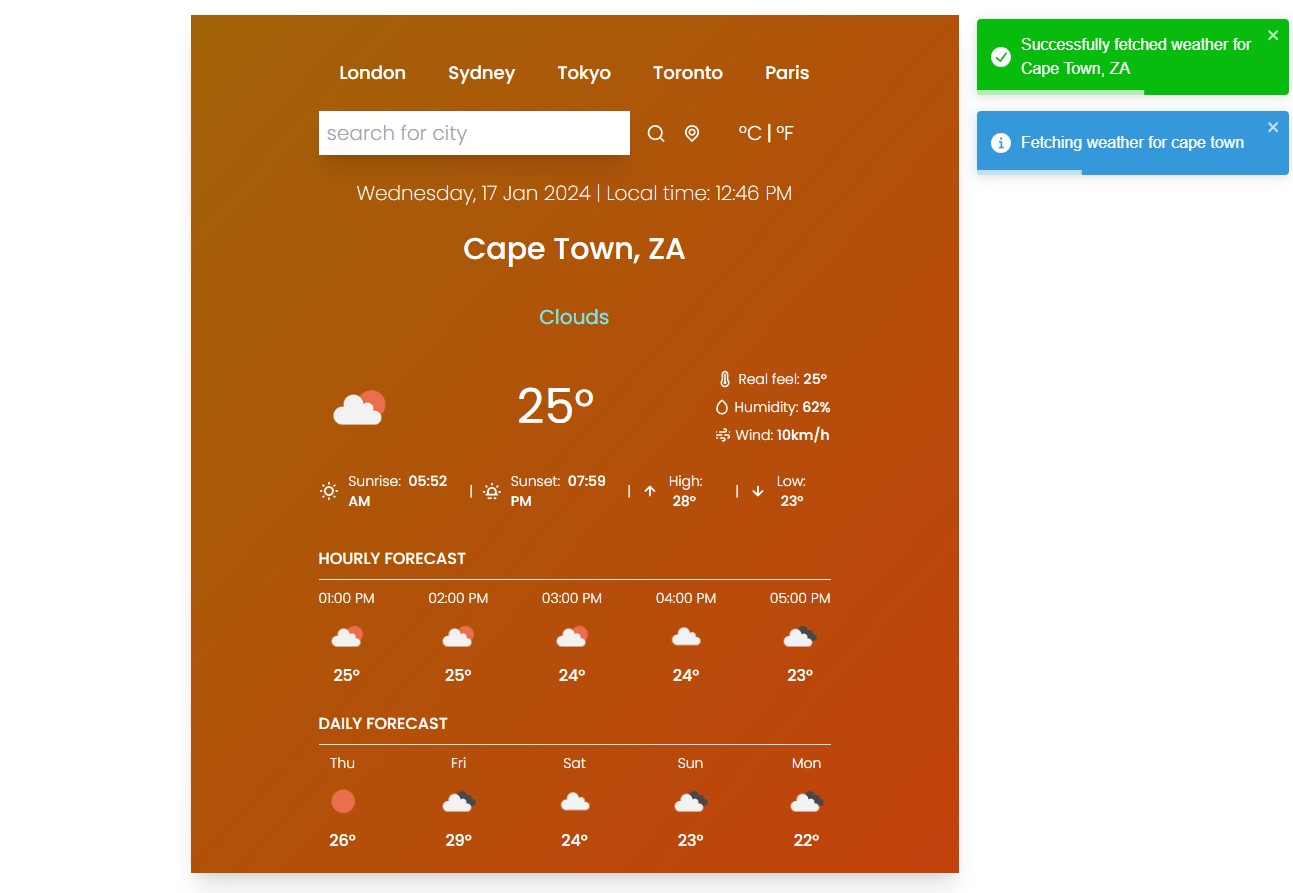 London Sydney Tokyo Toronto Paris
search for city °C | °F
Wednesday, 17 Jan 2024 | Local time: 12:46 PM
Cape Town, ZA
Clouds
25°
Real feel: 25°
Humidity: 62%
Wind: 10km/h
Sunrise: 05:52 AM | Sunset: 07:59 PM | High: 28° | Low: 23°
HOURLY FORECAST
01:00 PM 02:00 PM 03:00 PM 04:00 PM 05:00 PM
25° 25° 24° 24° 23°
DAILY FORECAST
Thu Fri Sat Sun Mon
26° 29° 24° 23° 22°
Successfully fetched weather for
Cape Town, ZA
Fetching weather for cape town